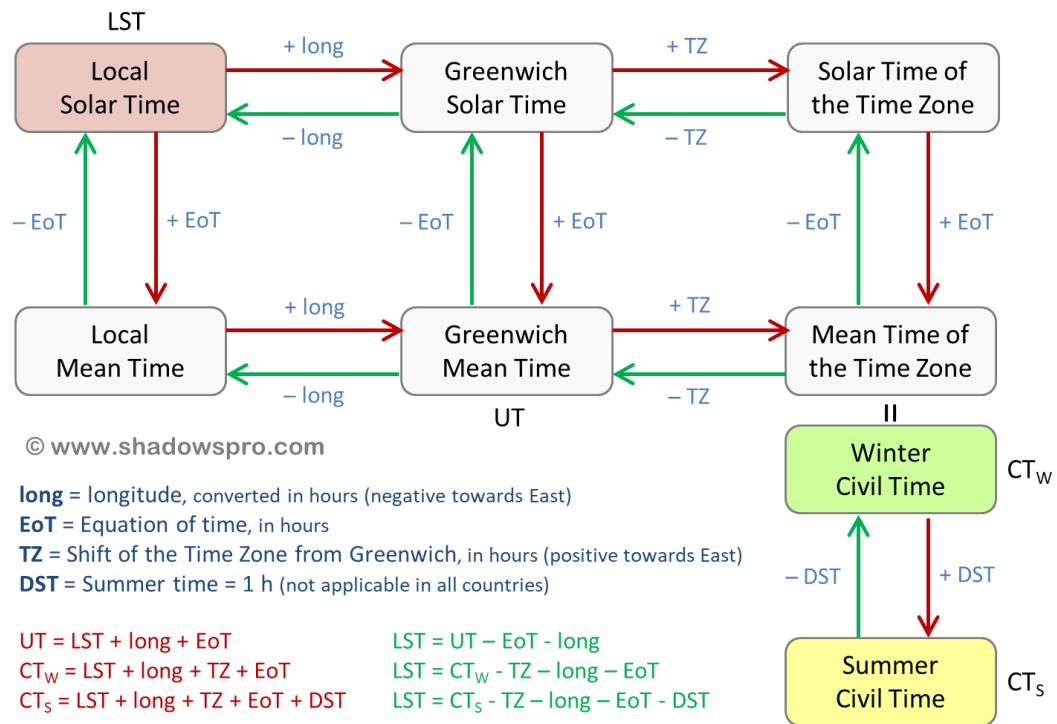 LST
Local
Solar Time
+ long
– long
Greenwich
Solar Time
+ TZ
– TZ
Solar Time of
the Time Zone
– EoT
+ EoT
– EoT
+ EoT
– EoT
+ EoT
Local
Mean Time
+ long
– long
Greenwich
Mean Time
UT
+ TZ
– TZ
Mean Time of
the Time Zone
=
© www.shadowspro.com
Winter
Civil Time
CTW
– DST
+ DST
Summer
Civil Time
CTS
long = longitude, converted in hours (negative towards East)
EoT = Equation of time, in hours
TZ = Shift of the Time Zone from Greenwich, in hours (positive towards East)
DST = Summer time = 1 h (not applicable in all countries)
UT = LST + long + EoT
CTW = LST + long + TZ + EoT
CTS = LST + long + TZ + EoT + DST
LST = UT – EoT - long
LST = CTW - TZ – long – EoT
LST = CTS - TZ – long – EoT - DST